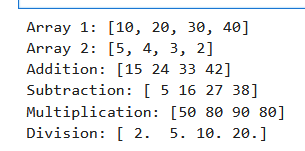 Array 1: [10, 20, 30, 40]
Array 2: [5, 4, 3, 2]
Addition: [15 24 33 42]
Subtraction: [ 5 16 27 38]
Multiplication: [50 80 90 80]
Division: [ 2.  5. 10. 20.]